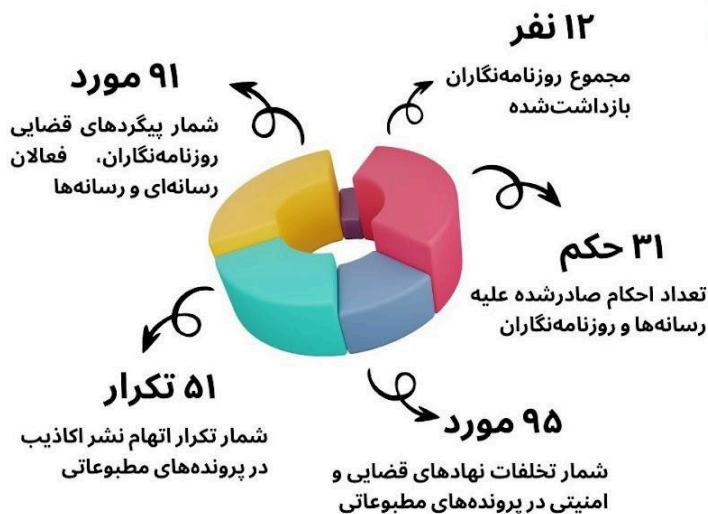 ۱۲ نفر
مجموع روزنامه‌نگاران
بازداشت‌شده
۹۱ مورد
شمار پیگردهای قضایی
روزنامه‌نگاران، فعالان
رسانه‌ای و رسانه‌ها
۳۱ حکم
تعداد احکام صادرشده علیه
رسانه‌ها و روزنامه‌نگاران
۵۱ تکرار
شمار تکرار اتهام نشر اکاذیب
در پرونده‌های مطبوعاتی
۹۵ مورد
شمار تخلفات نهادهای قضایی و
امنیتی در پرونده‌های مطبوعاتی